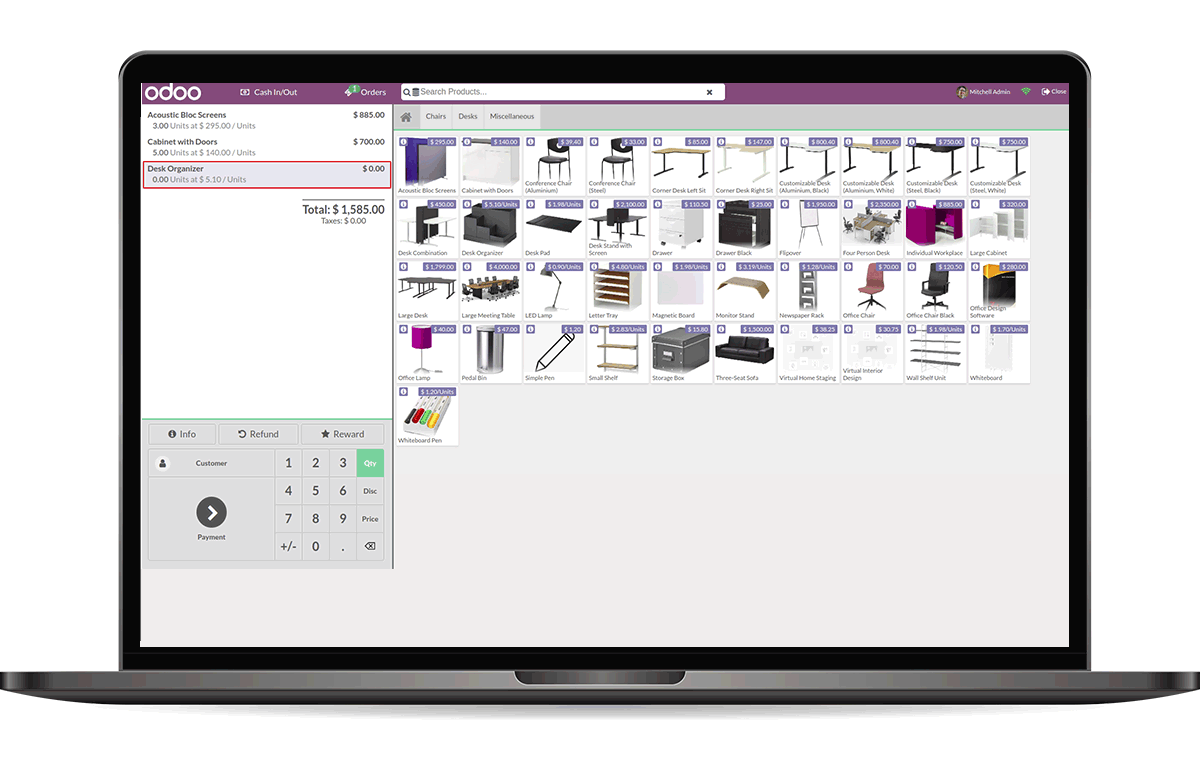 odoo
Cash In/Out
1
Orders
Search Products...
Mitchell Admin
Close
Acoustic Bloc Screens $ 885.00
3.00 Units at $ 295.00 / Units
Cabinet with Doors $ 700.00
5.00 Units at $ 140.00 / Units
Desk Organizer $ 0.00
0.00 Units at $ 5.10 / Units
Total: $ 1,585.00
Taxes: $ 0.00
Info Refund Reward
Customer 1 2 3 Qty
4 5 6 Disc
7 8 9 Price
Payment
+/- 0 .
Chairs Desks Miscellaneous
$ 295.00 $ 140.00 $ 39.40 $ 33.00 $ 85.00 $ 147.00 $ 800.40 $ 800.40 $ 750.00 $ 750.00
Acoustic Bloc Screens
Cabinet with Doors
Conference Chair
(Aluminium)
Conference Chair
(Steel)
Corner Desk Left Sit
Corner Desk Right Sit
Customizable Desk
(Aluminium, Black)
Customizable Desk
(Aluminium, White)
Customizable Desk
(Steel, Black)
Customizable Desk
(Steel, White)
$ 450.00 $ 5.10/Units $ 1.98/Units $ 2,100.00 $ 110.50 $ 25.00 $ 1,950.00 $ 2,350.00 $ 885.00 $ 320.00
Desk Combination
Desk Organizer
Desk Pad
Desk Stand with
Screen
Drawer
Drawer Black
Flipover
Four Person Desk
Individual Workplace
Large Cabinet
$ 1,799.00 $ 4,000.00 $ 0.90/Units $ 4.80/Units $ 1.98/Units $ 3.19/Units $ 1.28/Units $ 70.00 $ 120.50 $ 280.00
Large Desk
Large Meeting Table
LED Lamp
Letter Tray
Magnetic Board
Monitor Stand
Newspaper Rack
Office Chair
Office Chair Black
Office Design
Software
$ 40.00 $ 47.00 $ 1.20 $ 2.83/Units $ 15.80 $ 1,500.00 $ 38.25 $ 30.75 $ 1.98/Units $ 1.70/Units
Office Lamp
Pedal Bin
Simple Pen
Small Shelf
Storage Box
Three-Seat Sofa
Virtual Home Staging
Virtual Interior
Design
Wall Shelf Unit
Whiteboard
$ 1.20/Units
Whiteboard Pen